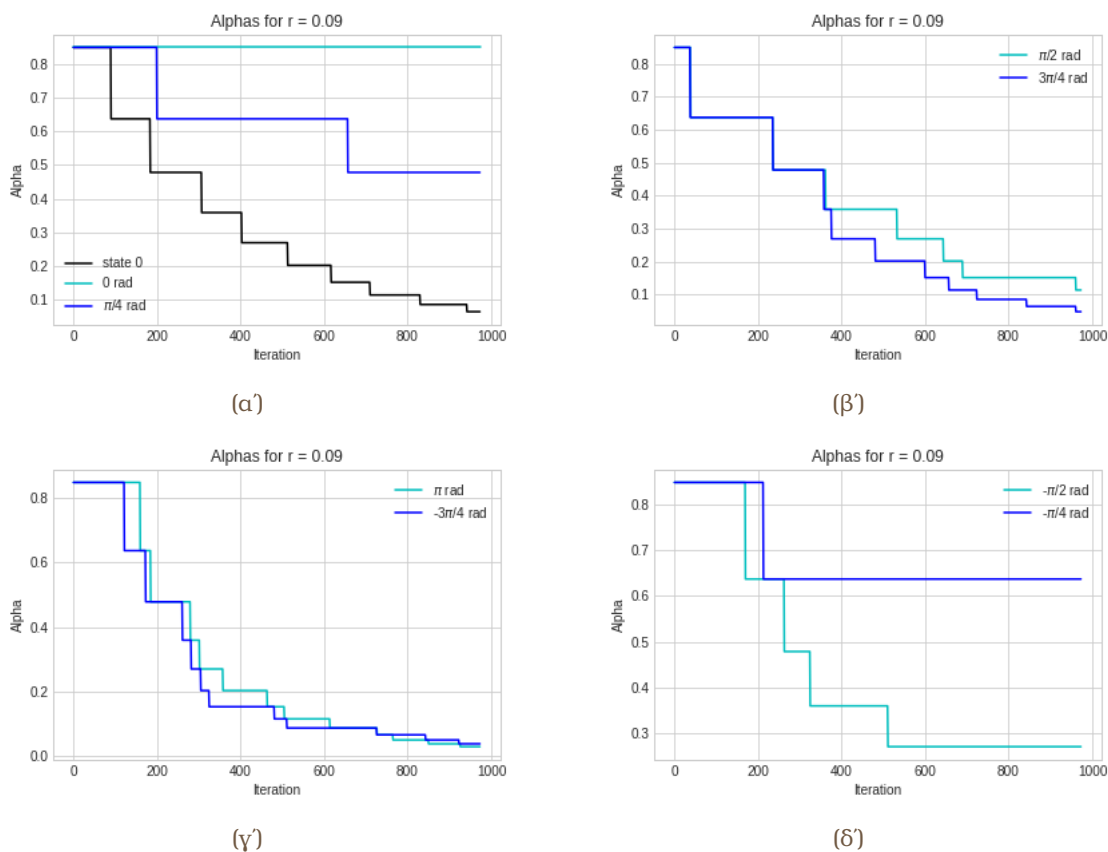 Alphas for r = 0.09
Alpha
0.8
0.7
0.6
0.5
0.4
0.3
0.2
0.1
state 0
0 rad
π/4 rad
0 200 400 600 800 1000
Iteration
(α΄)
Alphas for r = 0.09
Alpha
0.8
0.7
0.6
0.5
0.4
0.3
0.2
0.1
π/2 rad
3π/4 rad
0 200 400 600 800 1000
Iteration
(β΄)
Alphas for r = 0.09
Alpha
0.8
0.6
0.4
0.2
0.0
π rad
-3π/4 rad
0 200 400 600 800 1000
Iteration
(γ΄)
Alphas for r = 0.09
Alpha
0.8
0.7
0.6
0.5
0.4
0.3
-π/2 rad
-π/4 rad
0 200 400 600 800 1000
Iteration
(δ΄)